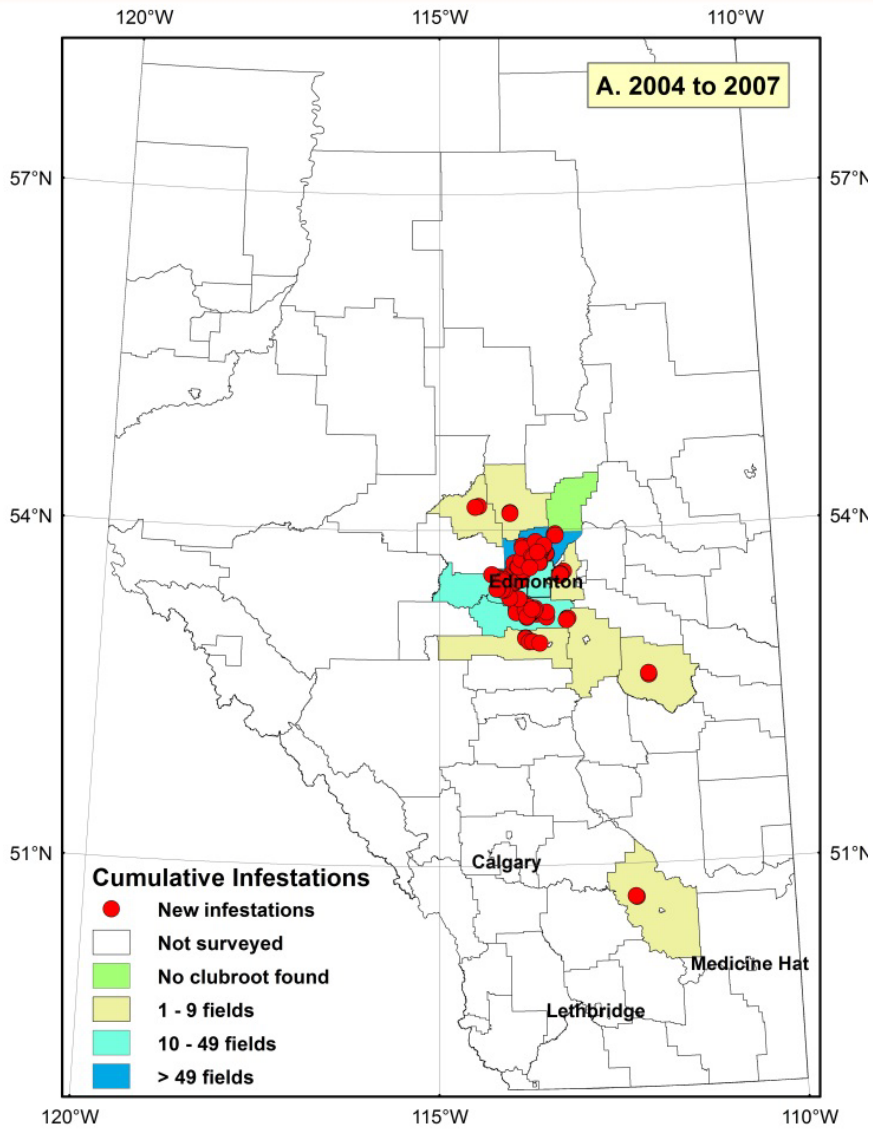 120°W 115°W 110°W
A. 2004 to 2007
57°N 57°N
54°N 54°N
Edmonton
51°N 51°N
Calgary
Cumulative Infestations
New infestations
Not surveyed
Medicine Hat
No clubroot found
1 - 9 fields
Lethbridge
10 - 49 fields
> 49 fields
120°W 115°W 110°W